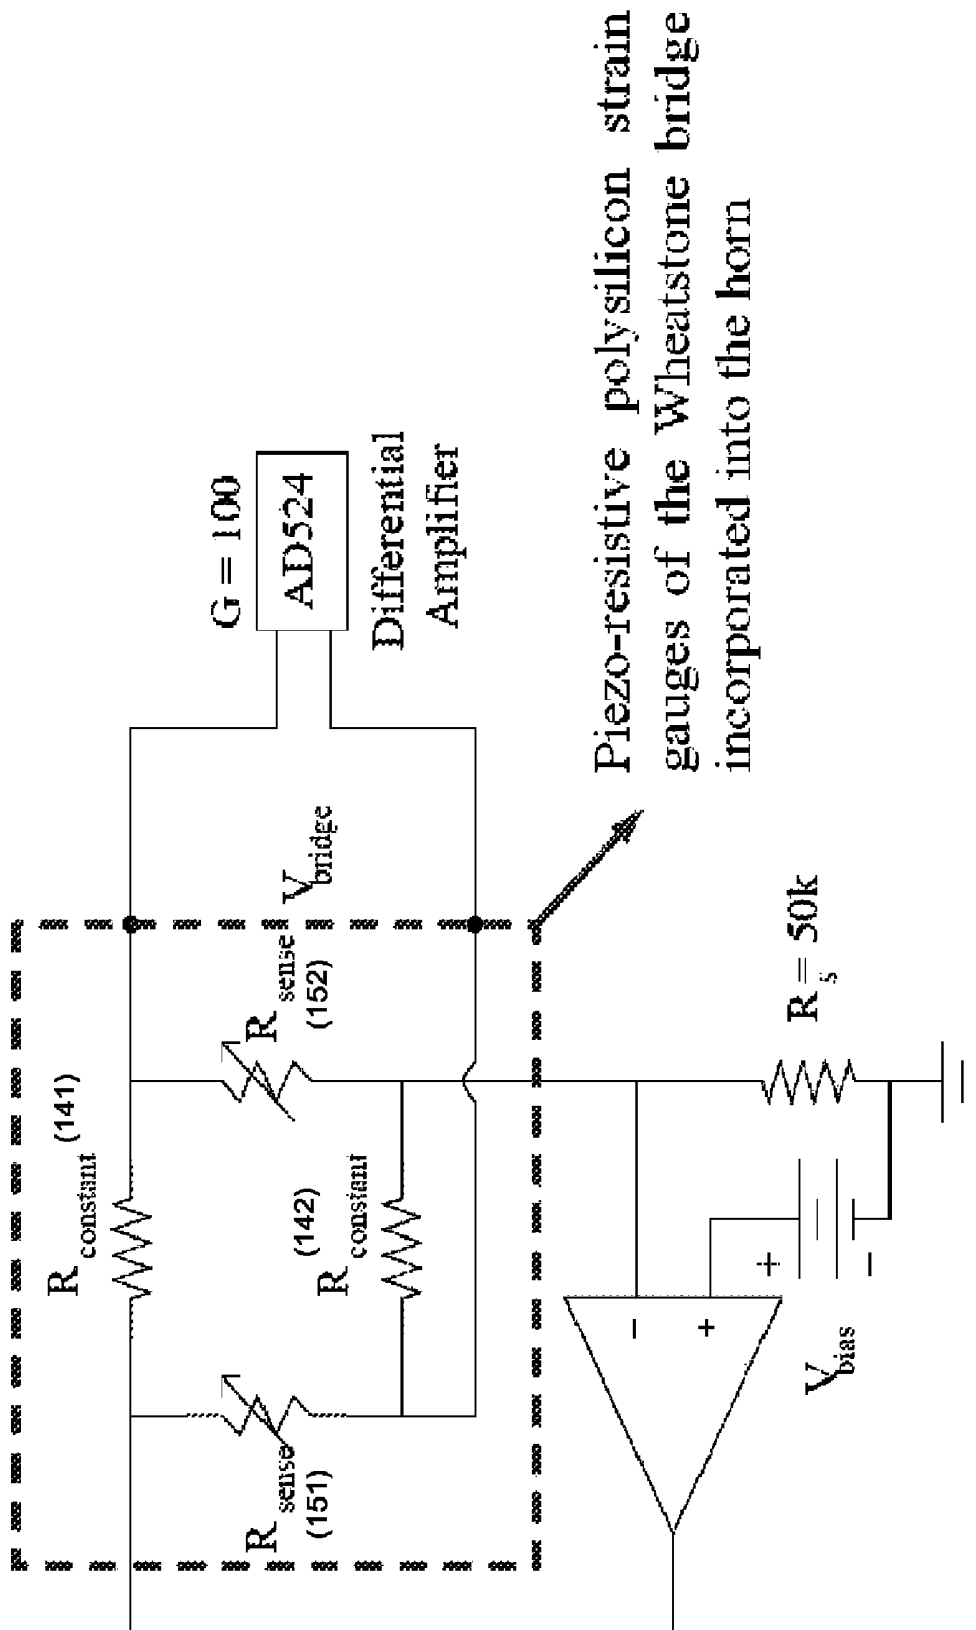 R constant (141)
R sense (151)
R sense (152)
(142)
R constant
V bridge
G = 100
AD524
Differential
Amplifier
−
+
V bias
+
−
R s = 50k
Piezo-resistive polysilicon strain
gauges of the Wheatstone bridge
incorporated into the horn